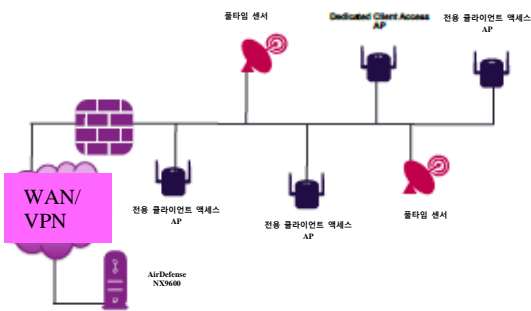 풀타임 센서
Dedicated Client Access
AP
전용 클라이언트 액세스
AP
WAN/
VPN
전용 클라이언트 액세스
AP
전용 클라이언트 액세스
AP
풀타임 센서
AirDefense
NX9600